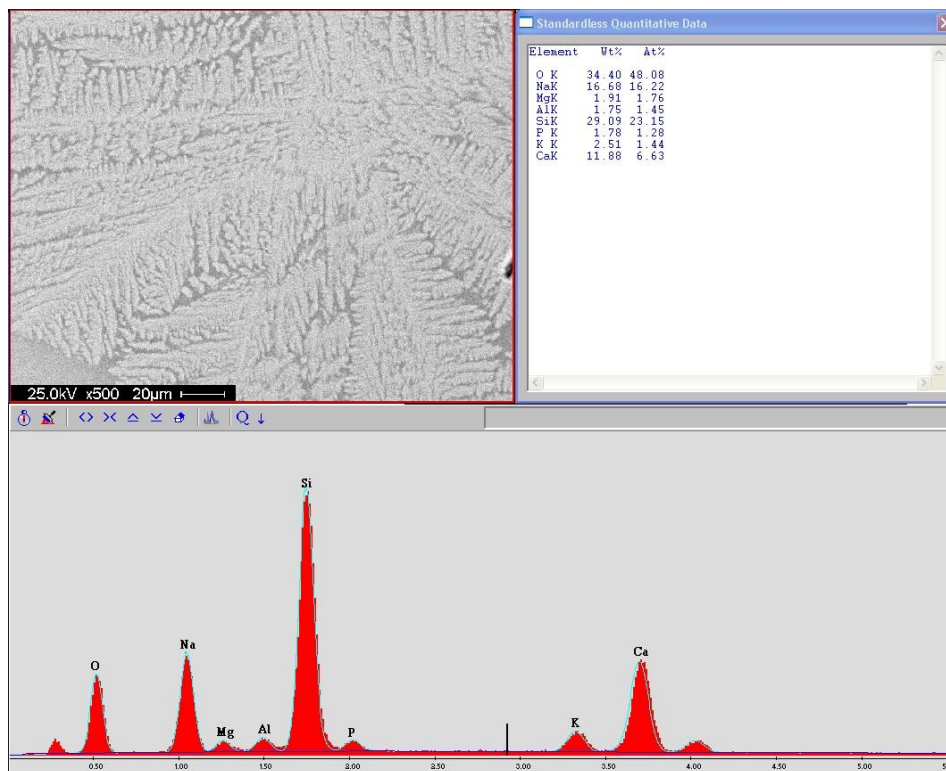 Standardless Quantitative Data
Element Wt% At%
O K 34.40 48.08
NaK 16.68 16.22
MgK 1.91 1.76
AlK 1.75 1.45
SiK 29.09 23.15
P K 1.78 1.28
K K 2.51 1.44
CaK 11.88 6.63
25.0kV x500 20µm
Q
Si
Na
Ca
O
K
Mg
Al
P
0.50 1.00 1.50 2.00 2.50 3.00 3.50 4.00 4.50 5.00